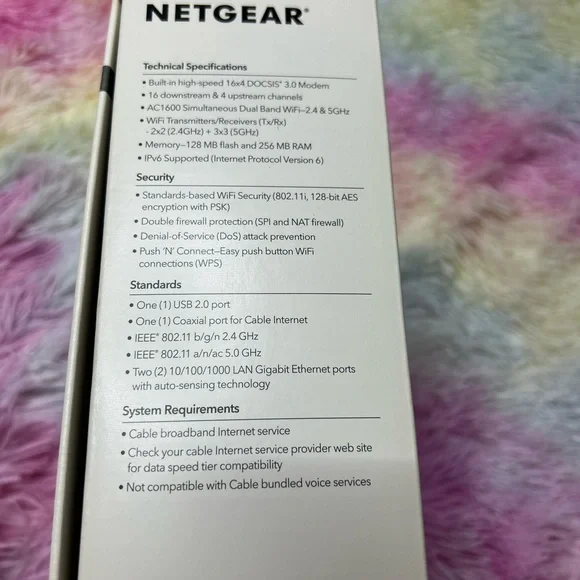 NETGEAR®
Technical Specifications
• Built-in high-speed 16x4 DOCSIS® 3.0 Modem
• 16 downstream & 4 upstream channels
• AC1600 Simultaneous Dual Band WiFi–2.4 & 5GHz
• WiFi Transmitters/Receivers (Tx/Rx)
- 2x2 (2.4GHz) + 3x3 (5GHz)
• Memory–128 MB flash and 256 MB RAM
• IPv6 Supported (Internet Protocol Version 6)
Security
• Standards-based WiFi Security (802.11i, 128-bit AES
encryption with PSK)
• Double firewall protection (SPI and NAT firewall)
• Denial-of-Service (DoS) attack prevention
• Push 'N' Connect–Easy push button WiFi
connections (WPS)
Standards
• One (1) USB 2.0 port
• One (1) Coaxial port for Cable Internet
• IEEE® 802.11 b/g/n 2.4 GHz
• IEEE® 802.11 a/n/ac 5.0 GHz
• Two (2) 10/100/1000 LAN Gigabit Ethernet ports
with auto-sensing technology
System Requirements
• Cable broadband Internet service
• Check your cable Internet service provider web site
for data speed tier compatibility
• Not compatible with Cable bundled voice services